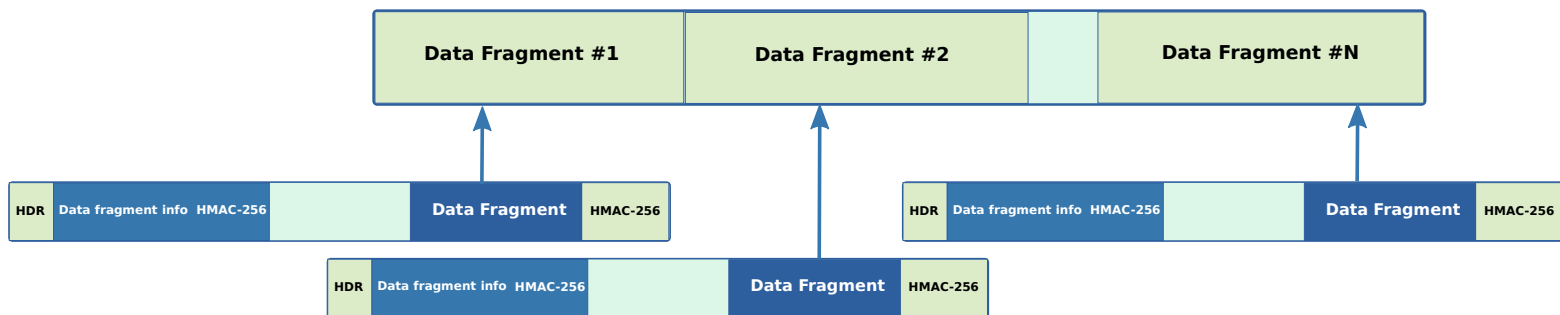 Data Fragment #1 Data Fragment #2 Data Fragment #N
HDR Data fragment info HMAC-256 Data Fragment HMAC-256
HDR Data fragment info HMAC-256 Data Fragment HMAC-256
HDR Data fragment info HMAC-256 Data Fragment HMAC-256